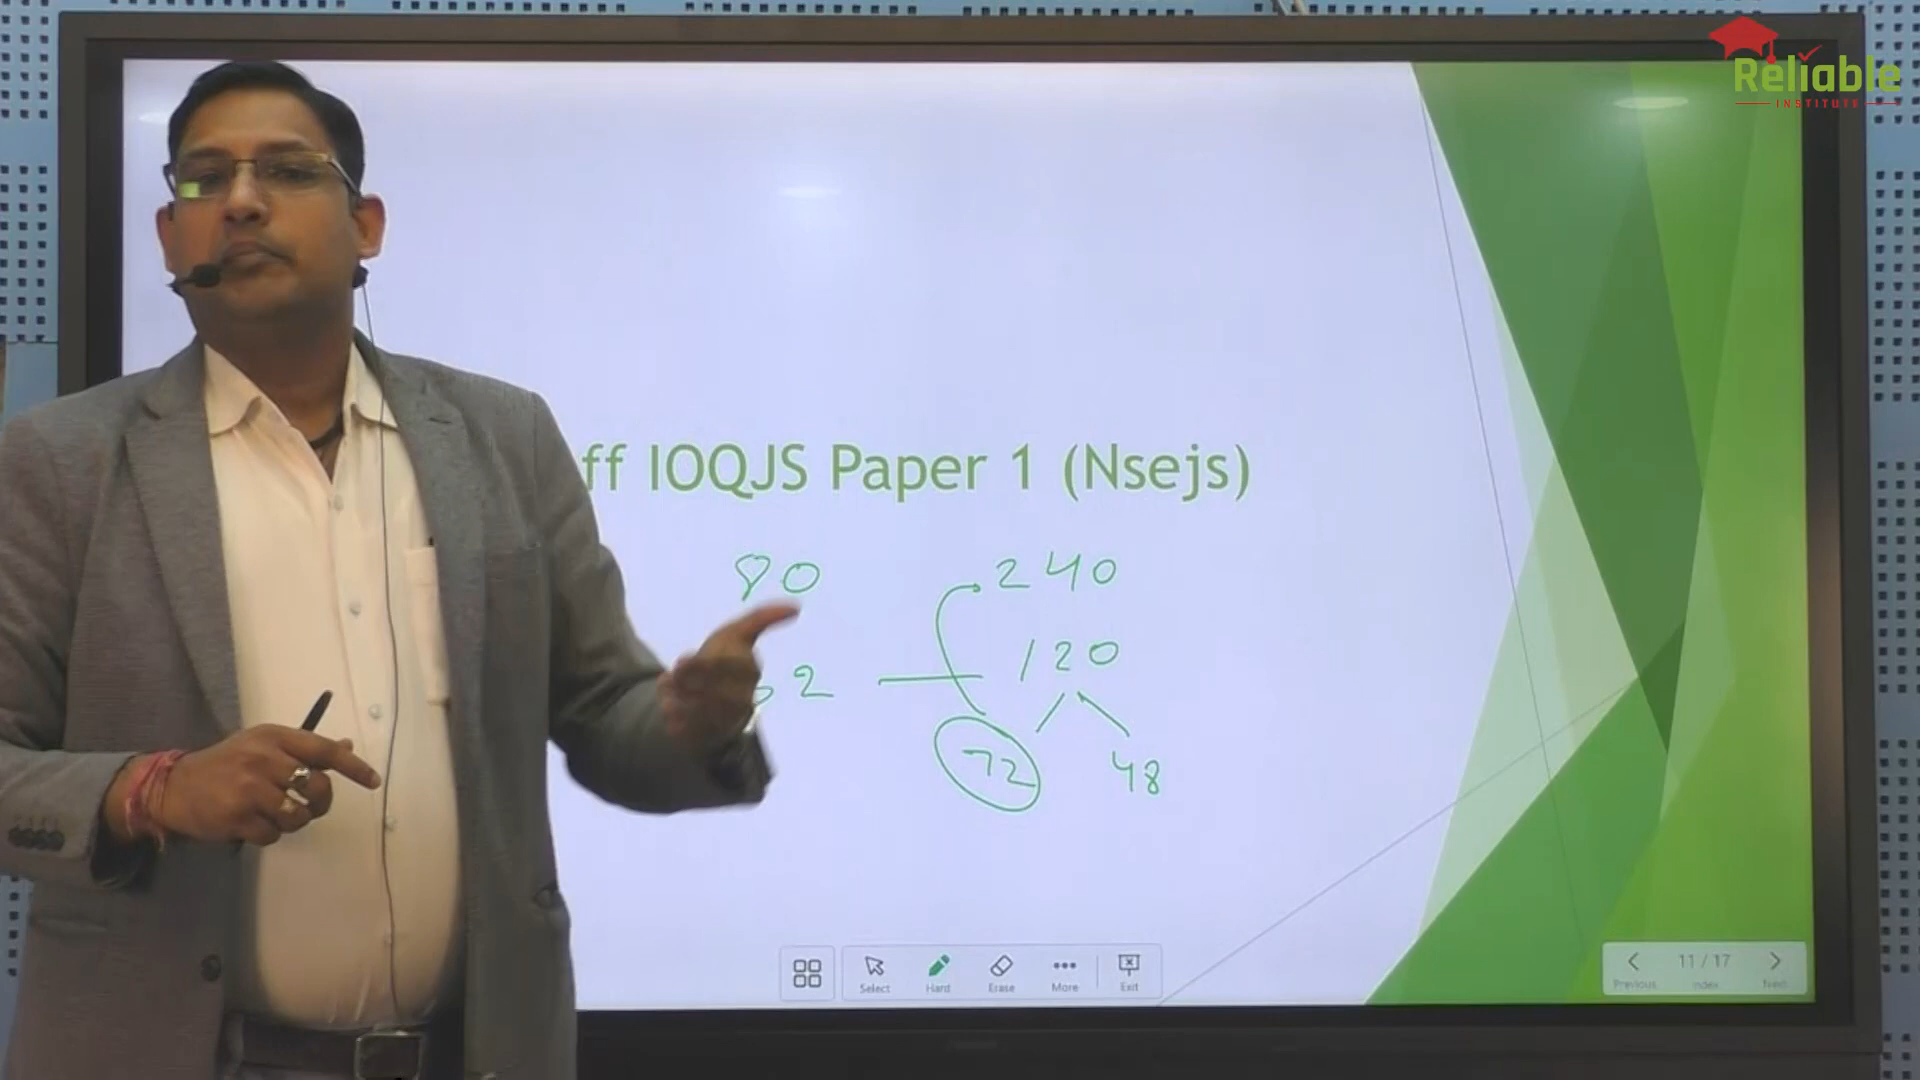 Reliable
INSTITUTE
ff IOQJS Paper 1 (Nsejs)
80
240
2
120
72
48
Select
Hard
Erase
More
Exit
11 / 17
Previous
Index
Next